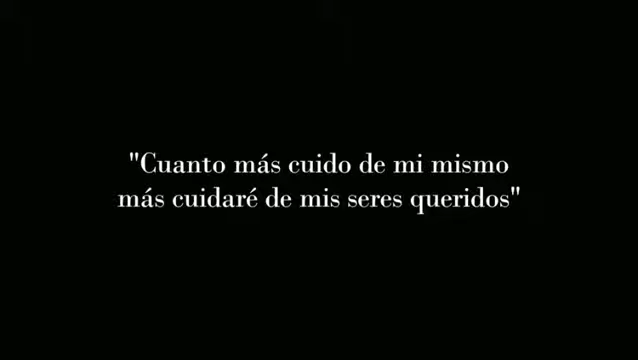 "Cuanto más cuido de mi mismo
más cuidaré de mis seres queridos"